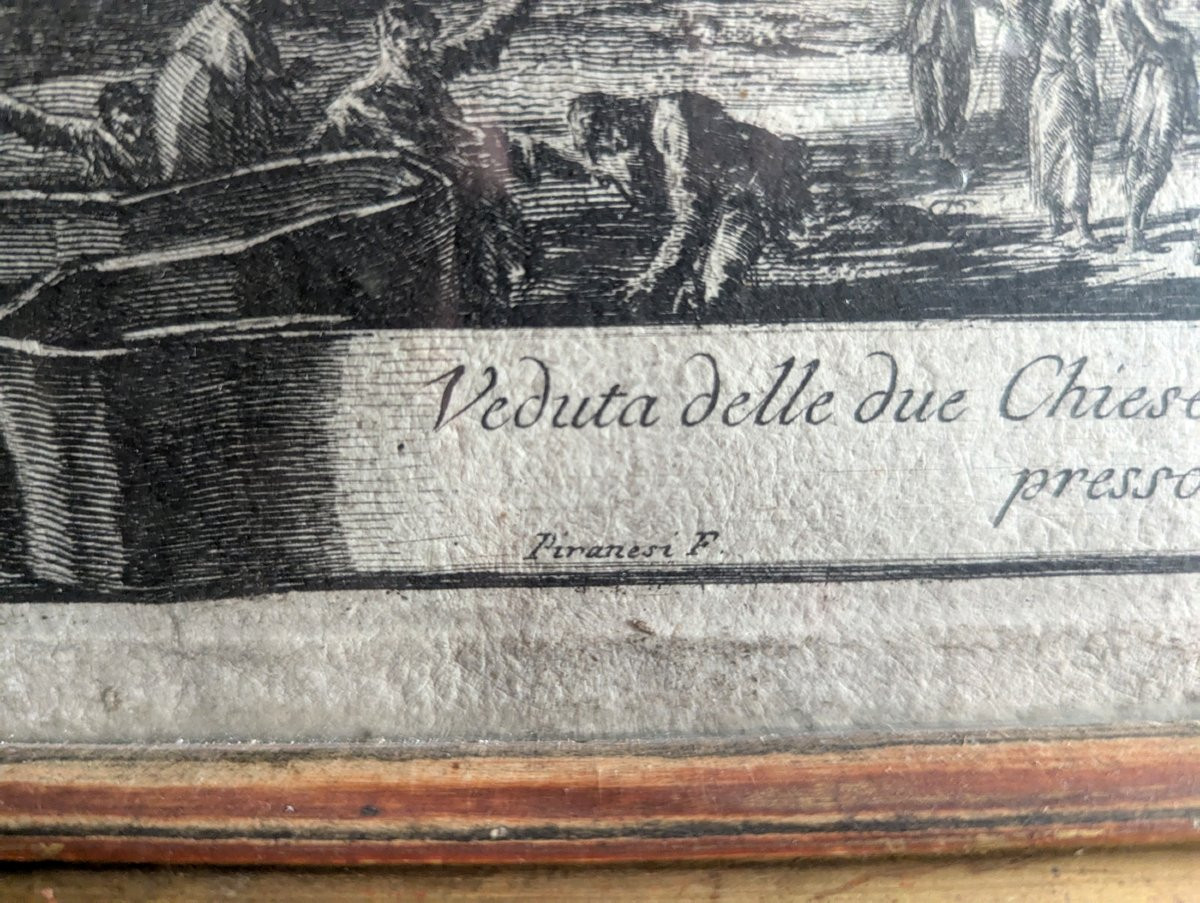 Veduta delle due Chiese
presso
Piranesi F.